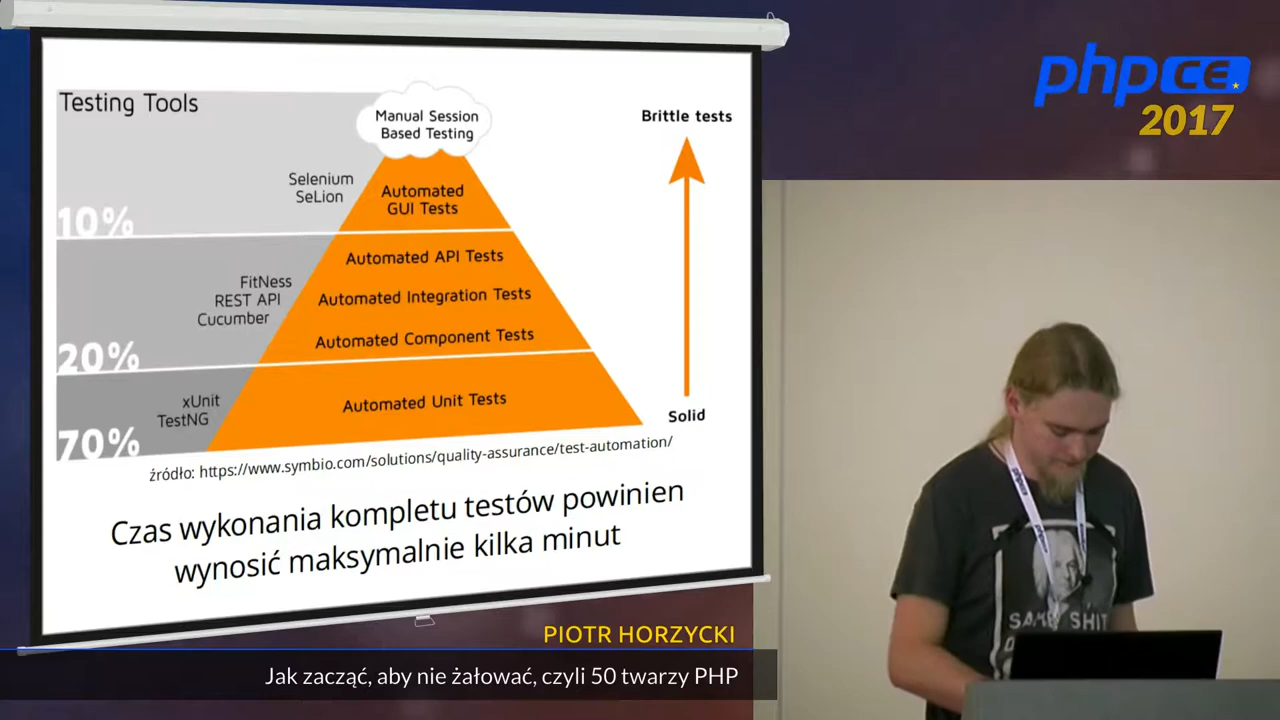 Testing Tools
Manual Session
Based Testing
Brittle tests
Selenium
SeLion
Automated
GUI Tests
10%
Automated API Tests
FitNess
REST API
Cucumber
Automated Integration Tests
Automated Component Tests
20%
xUnit
TestNG
Automated Unit Tests
Solid
70%
źródło: https://www.symbio.com/solutions/quality-assurance/test-automation/
Czas wykonania kompletu testów powinien
wynosić maksymalnie kilka minut
phpCE
2017
PIOTR HORZYCKI
Jak zacząć, aby nie żałować, czyli 50 twarzy PHP
SAME SHIT